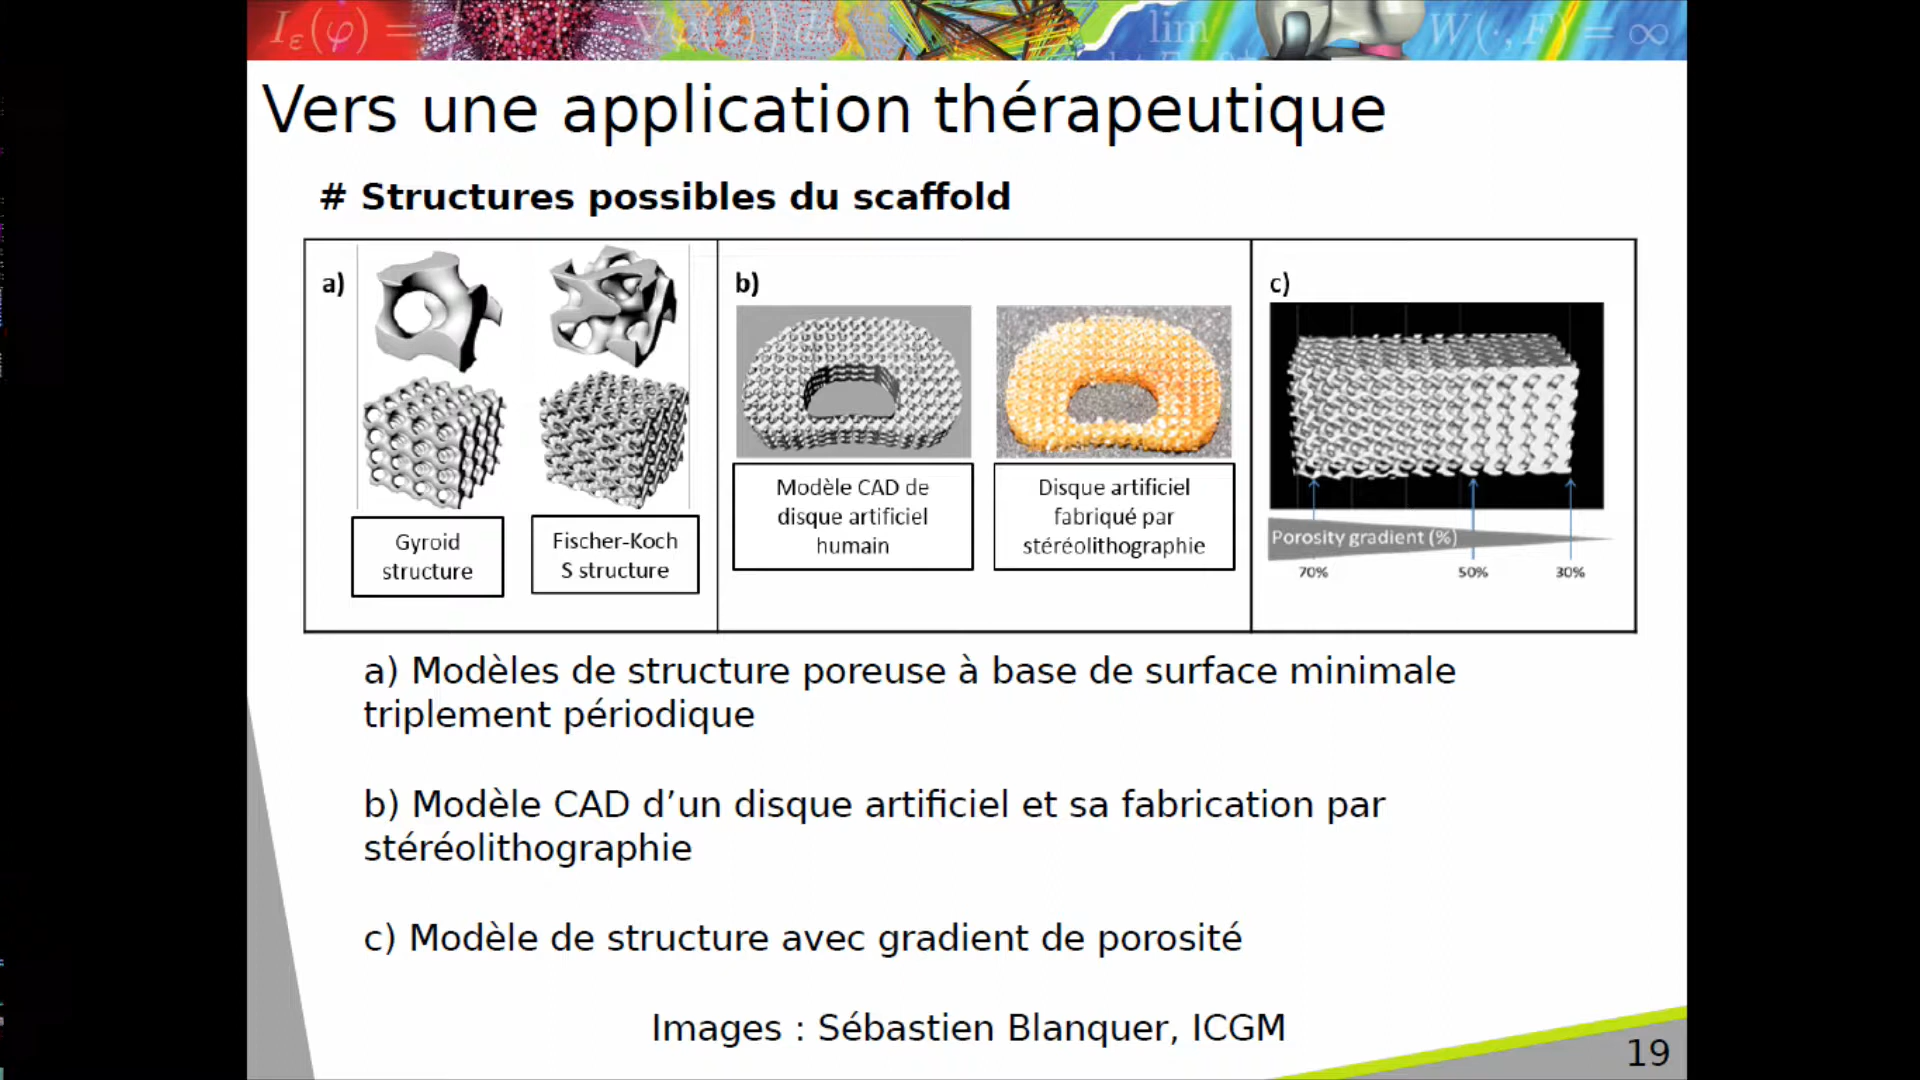 Vers une application thérapeutique
# Structures possibles du scaffold
a)
b)
c)
Gyroid
structure
Fischer-Koch
S structure
Modèle CAD de
disque artificiel
humain
Disque artificiel
fabriqué par
stéréolithographie
Porosity gradient (%)
70%
50%
30%
a) Modèles de structure poreuse à base de surface minimale
triplement périodique
b) Modèle CAD d’un disque artificiel et sa fabrication par
stéréolithographie
c) Modèle de structure avec gradient de porosité
Images : Sébastien Blanquer, ICGM
19